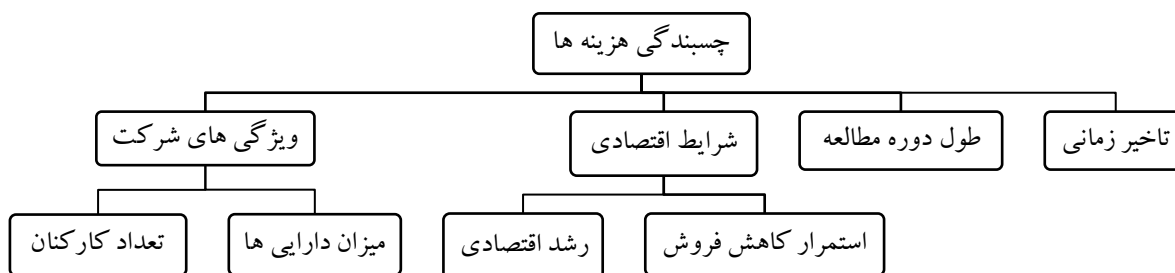 چسبندگی هزینه ها
تاخیر زمانی
طول دوره مطالعه
شرایط اقتصادی
ویژگی های شرکت
استمرار کاهش فروش
رشد اقتصادی
میزان دارایی ها
تعداد کارکنان